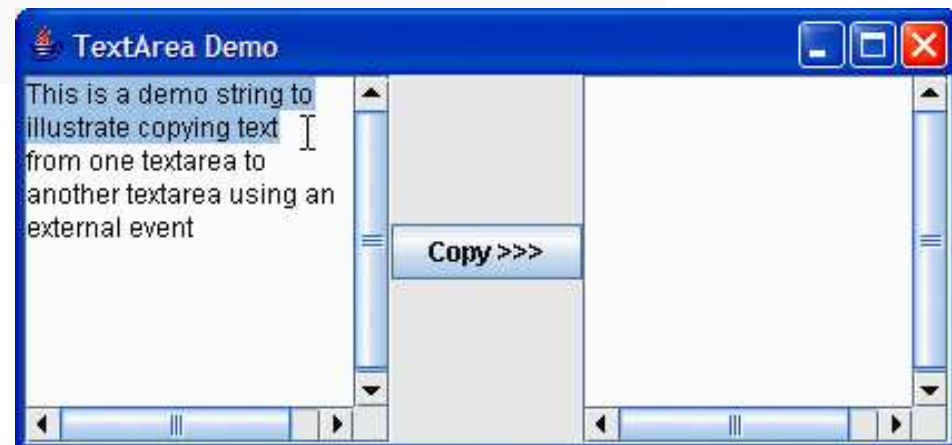 TextArea Demo
This is a demo string to
illustrate copying text
from one textarea to
another textarea using an
external event
Copy >>>